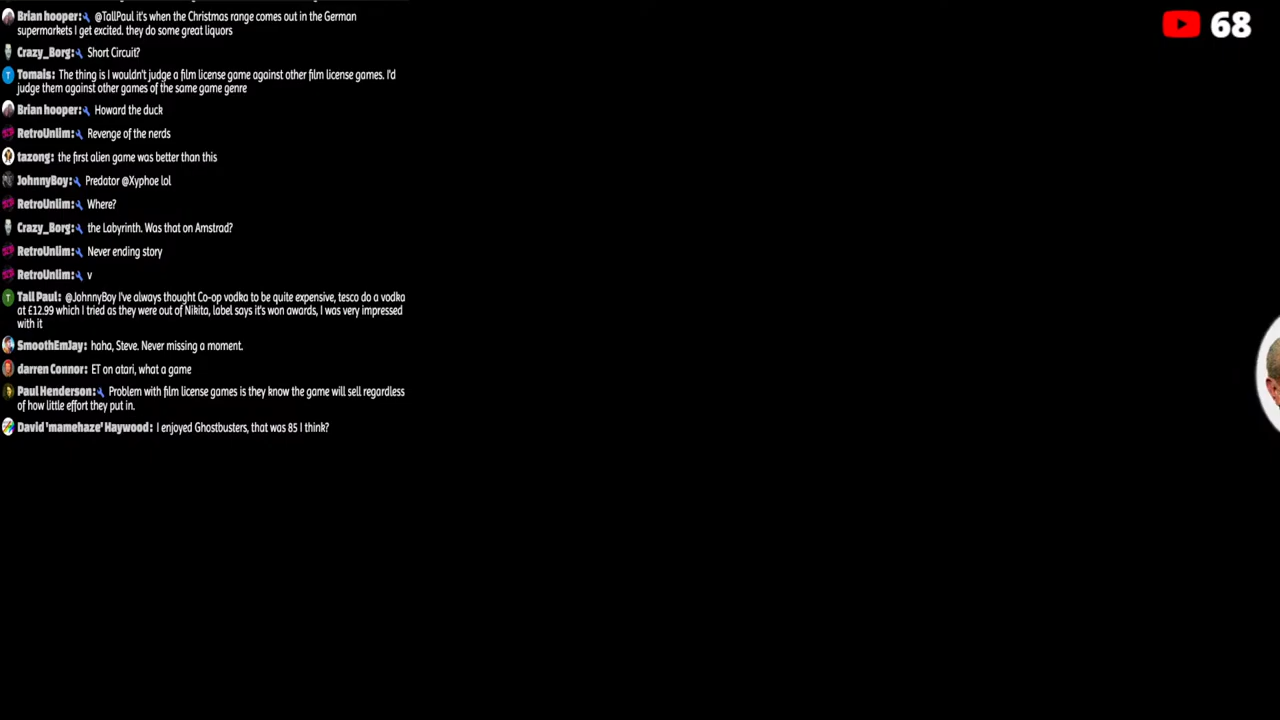 Brian hooper: @TallPaul it's when the Christmas range comes out in the German
supermarkets I get excited. they do some great liquors
Crazy_Borg: Short Circuit?
Tomais: The thing is I wouldn't judge a film license game against other film license games. I'd
judge them against other games of the same game genre
Brian hooper: Howard the duck
RetroUnlim: Revenge of the nerds
tazong: the first alien game was better than this
JohnnyBoy: Predator @Xyphoe lol
RetroUnlim: Where?
Crazy_Borg: the Labyrinth. Was that on Amstrad?
RetroUnlim: Never ending story
RetroUnlim: v
T Tall Paul: @JohnnyBoy I've always thought Co-op vodka to be quite expensive, tesco do a vodka
at £12.99 which I tried as they were out of Nikita, label says it's won awards, I was very impressed
with it
SmoothEmJay: haha, Steve. Never missing a moment.
darren Connor: ET on atari, what a game
Paul Henderson: Problem with film license games is they know the game will sell regardless
of how little effort they put in.
David 'mamehaze' Haywood: I enjoyed Ghostbusters, that was 85 I think?
68